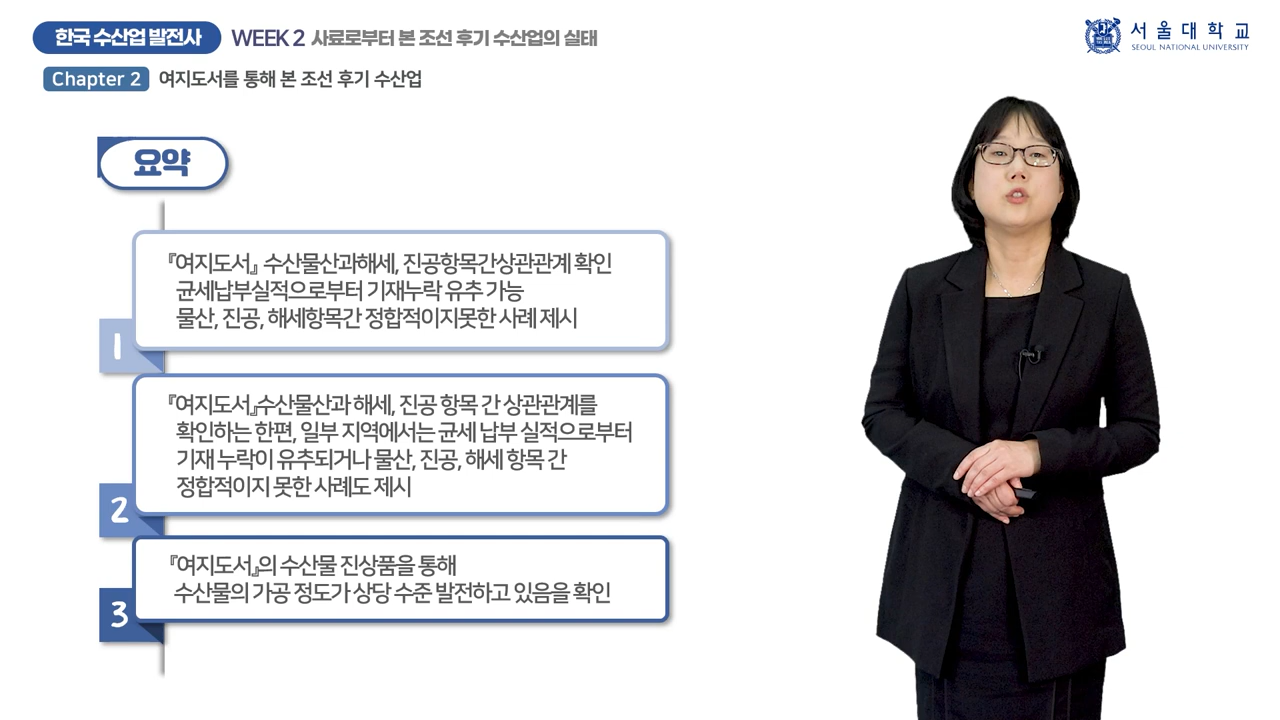 한국 수산업 발전사 WEEK 2 사료로부터 본 조선 후기 수산업의 실태
서울대학교
SEOUL NATIONAL UNIVERSITY
Chapter 2 여지도서를 통해 본 조선 후기 수산업
요약
『여지도서』 수산물산과해세, 진공항목간상관관계 확인
균세납부실적으로부터 기재누락 유추 가능
물산, 진공, 해세항목간 정합적이지못한 사례 제시
1
『여지도서』수산물산과 해세, 진공 항목 간 상관관계를
확인하는 한편, 일부 지역에서는 균세 납부 실적으로부터
기재 누락이 유추되거나 물산, 진공, 해세 항목 간
정합적이지 못한 사례도 제시
2
『여지도서』의 수산물 진상품을 통해
수산물의 가공 정도가 상당 수준 발전하고 있음을 확인
3